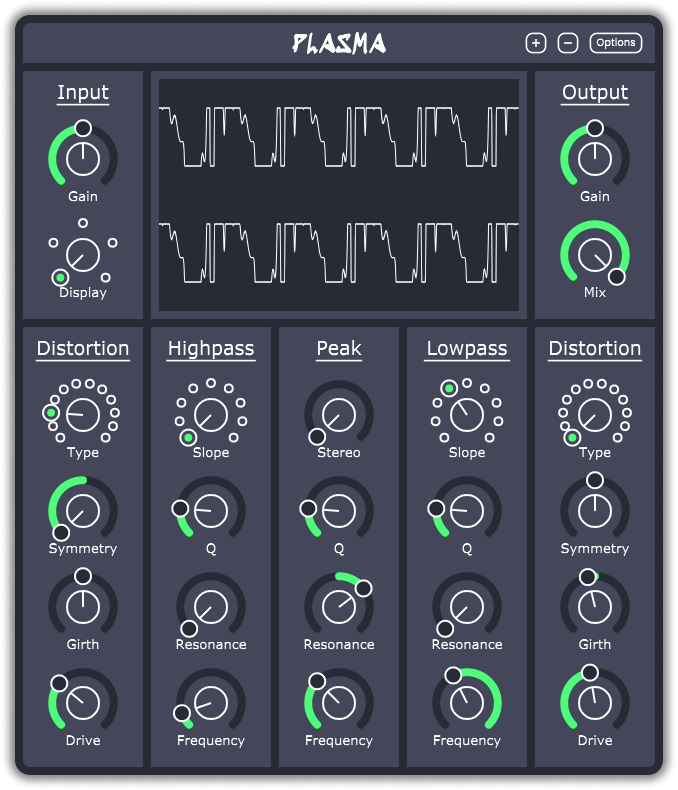 PLASMA
+ − Options
Input
Output
Gain
Gain
Display
Mix
Distortion
Highpass
Peak
Lowpass
Distortion
Type
Slope
Stereo
Slope
Type
Symmetry
Q
Q
Q
Symmetry
Girth
Resonance
Resonance
Resonance
Girth
Drive
Frequency
Frequency
Frequency
Drive